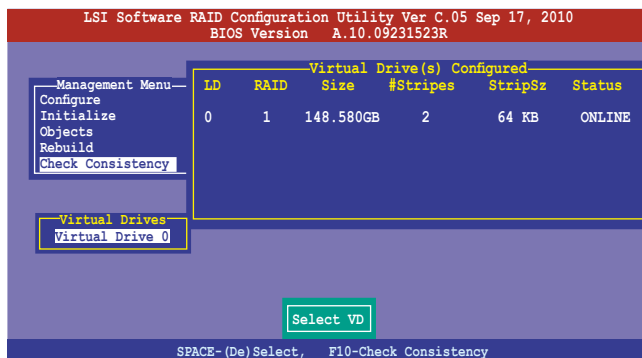 LSI Software RAID Configuration Utility Ver C.05 Sep 17, 2010
BIOS Version A.10.09231523R
Management Menu
Configure
Initialize
Objects
Rebuild
Check Consistency
Virtual Drive(s) Configured
LD RAID Size #Stripes StripSz Status
0 1 148.580GB 2 64 KB ONLINE
Virtual Drives
Virtual Drive 0
Select VD
SPACE-(De)Select, F10-Check Consistency